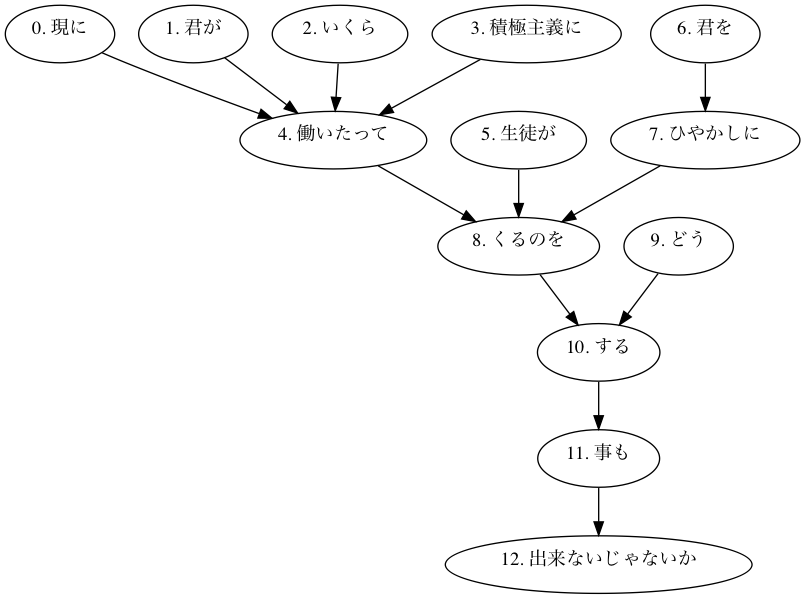 0. 現に
1. 君が
2. いくら
3. 積極主義に
6. 君を
4. 働いたって
5. 生徒が
7. ひやかしに
8. くるのを
9. どう
10. する
11. 事も
12. 出来ないじゃないか